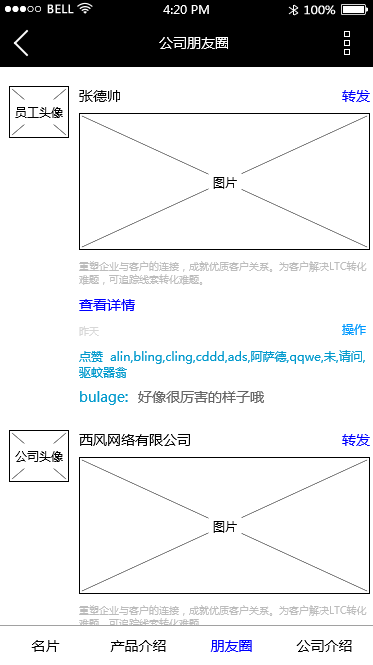 BELL 4:20 PM 100%
公司朋友圈
员工头像
张德帅 转发
图片
重塑企业与客户的连接，成就优质客户关系。为客户解决LTC转化
难题，可追踪线索转化难题。
查看详情
昨天 操作
点赞 alin,bling,cling,cddd,ads,阿萨德,qqwe,未,请问,
驱蚊器翁
bulage: 好像很厉害的样子哦
公司头像
西风网络有限公司 转发
图片
重塑企业与客户的连接，成就优质客户关系。为客户解决LTC转化
难题，可追踪线索转化难题。
名片 产品介绍 朋友圈 公司介绍